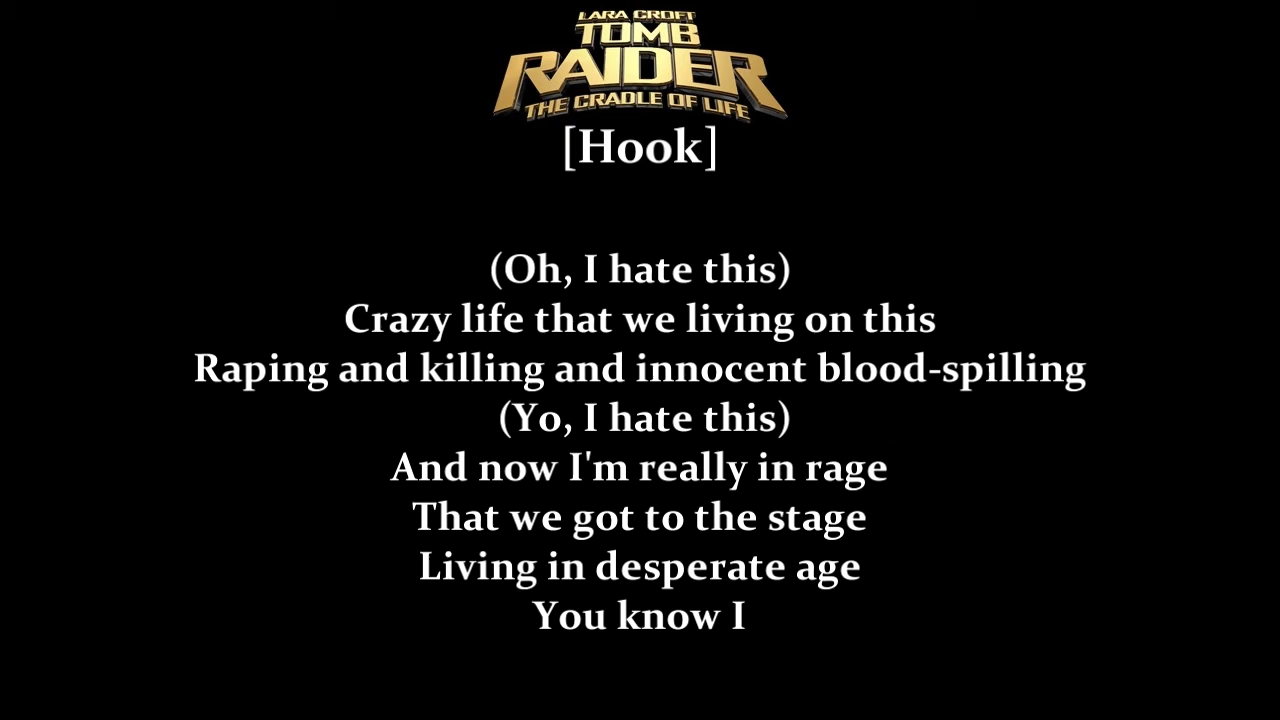 LARA CROFT
TOMB
RAIDER
THE CRADLE OF LIFE
[Hook]
(Oh, I hate this)
Crazy life that we living on this
Raping and killing and innocent blood-spilling
(Yo, I hate this)
And now I'm really in rage
That we got to the stage
Living in desperate age
You know I